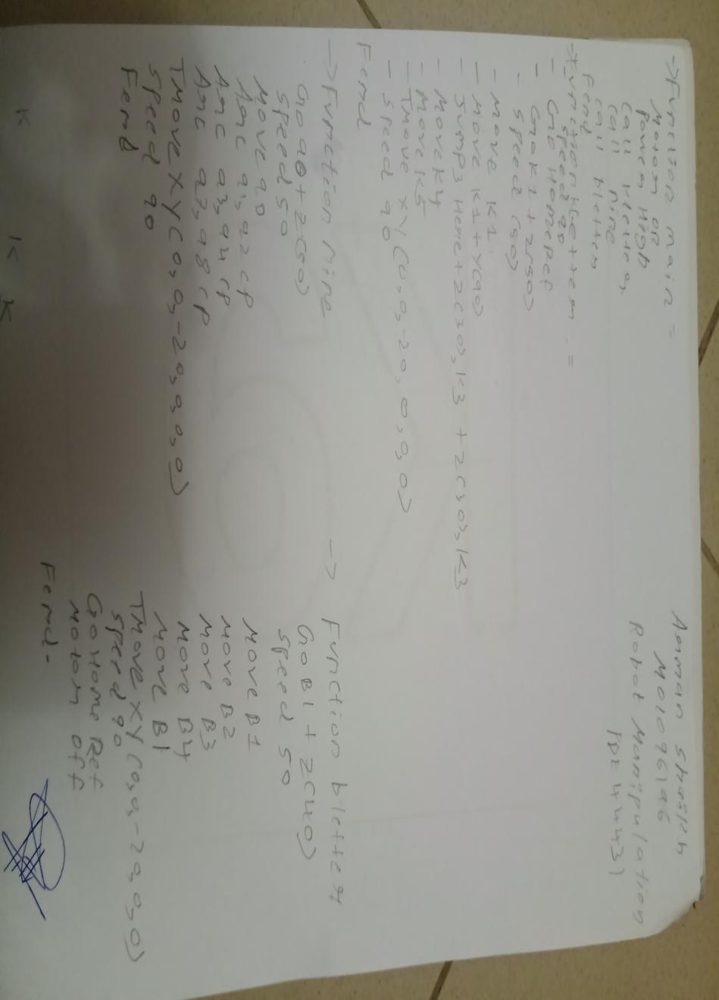 Aaman Shaikh
M01096196
Robot Manipulation
PDE 4443)
-> Function main =
Motor on
Power High
Call kletter
Call nine
Call bletter
Fend
-> Function kletter =
Speed 90
- Go HomeRef
- Go K1 + Z(50)
- Speed (50)
- Move K1
- Move K1 + Y(90)
- Jump3 Here + Z(30), K3 + Z(30), K3
- Move K4
- Move K5
- TMove XY(0,0,-20,0,0,0)
- Speed 90
Fend
-> Function nine
Go a0 + Z(50)
Speed 50
Move a0
Arc a1, a2 CP
Arc a3, a4 CP
Arc a7, a8 CP
TMove XY(0,0,-20,0,0,0)
Speed 90
Fend
-> Function bletter
Go B1 + Z(40)
Speed 50
Move B1
Move B2
Move B3
Move B4
Move B1
TMove XY(0,0,-20,0,0)
Speed 90
Go Home Ref
Motor off
Fend.
K
K
K